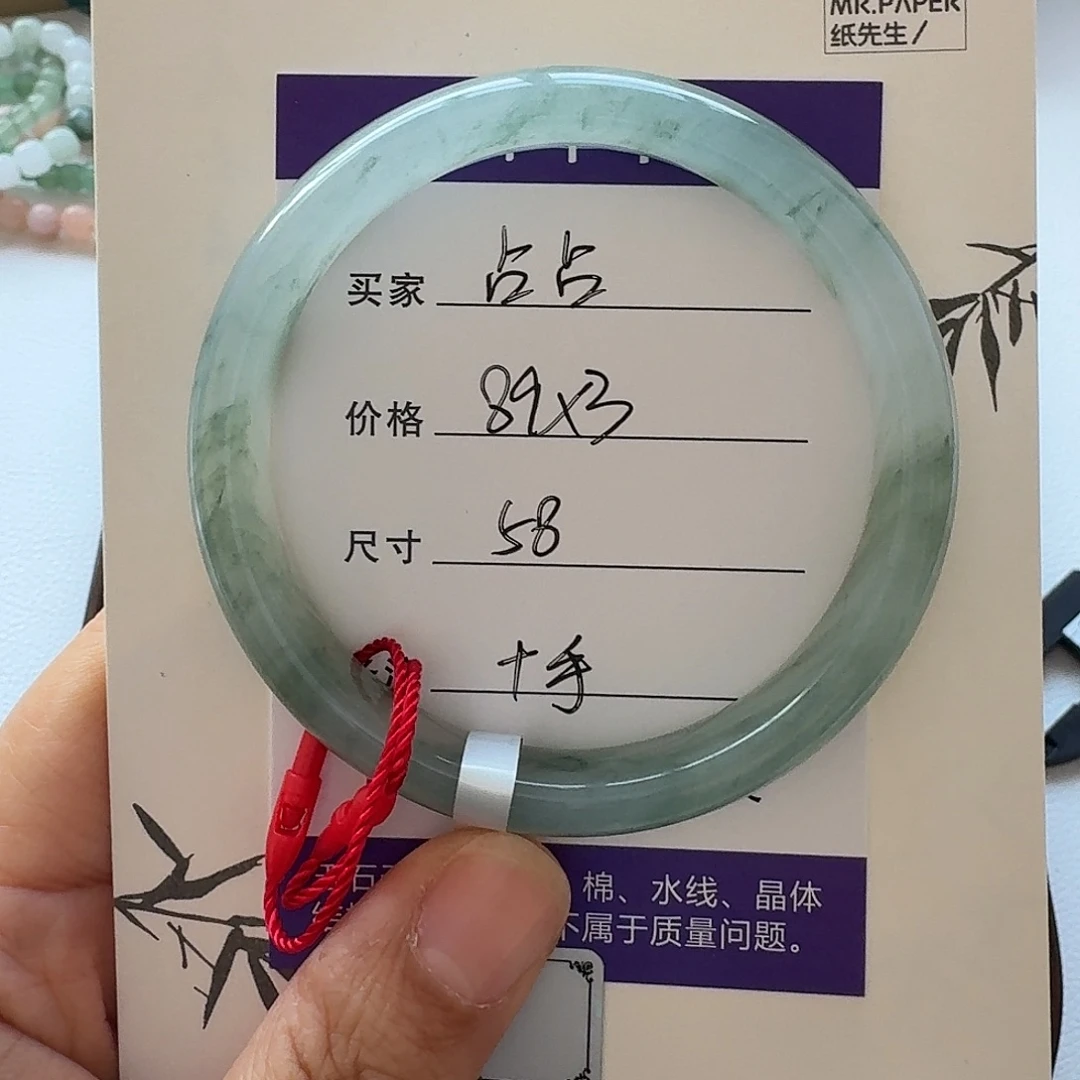 MR.PAPER
纸先生/
买家 占占
价格 89x3
尺寸 58
十手
棉、水线、晶体
不属于质量问题。